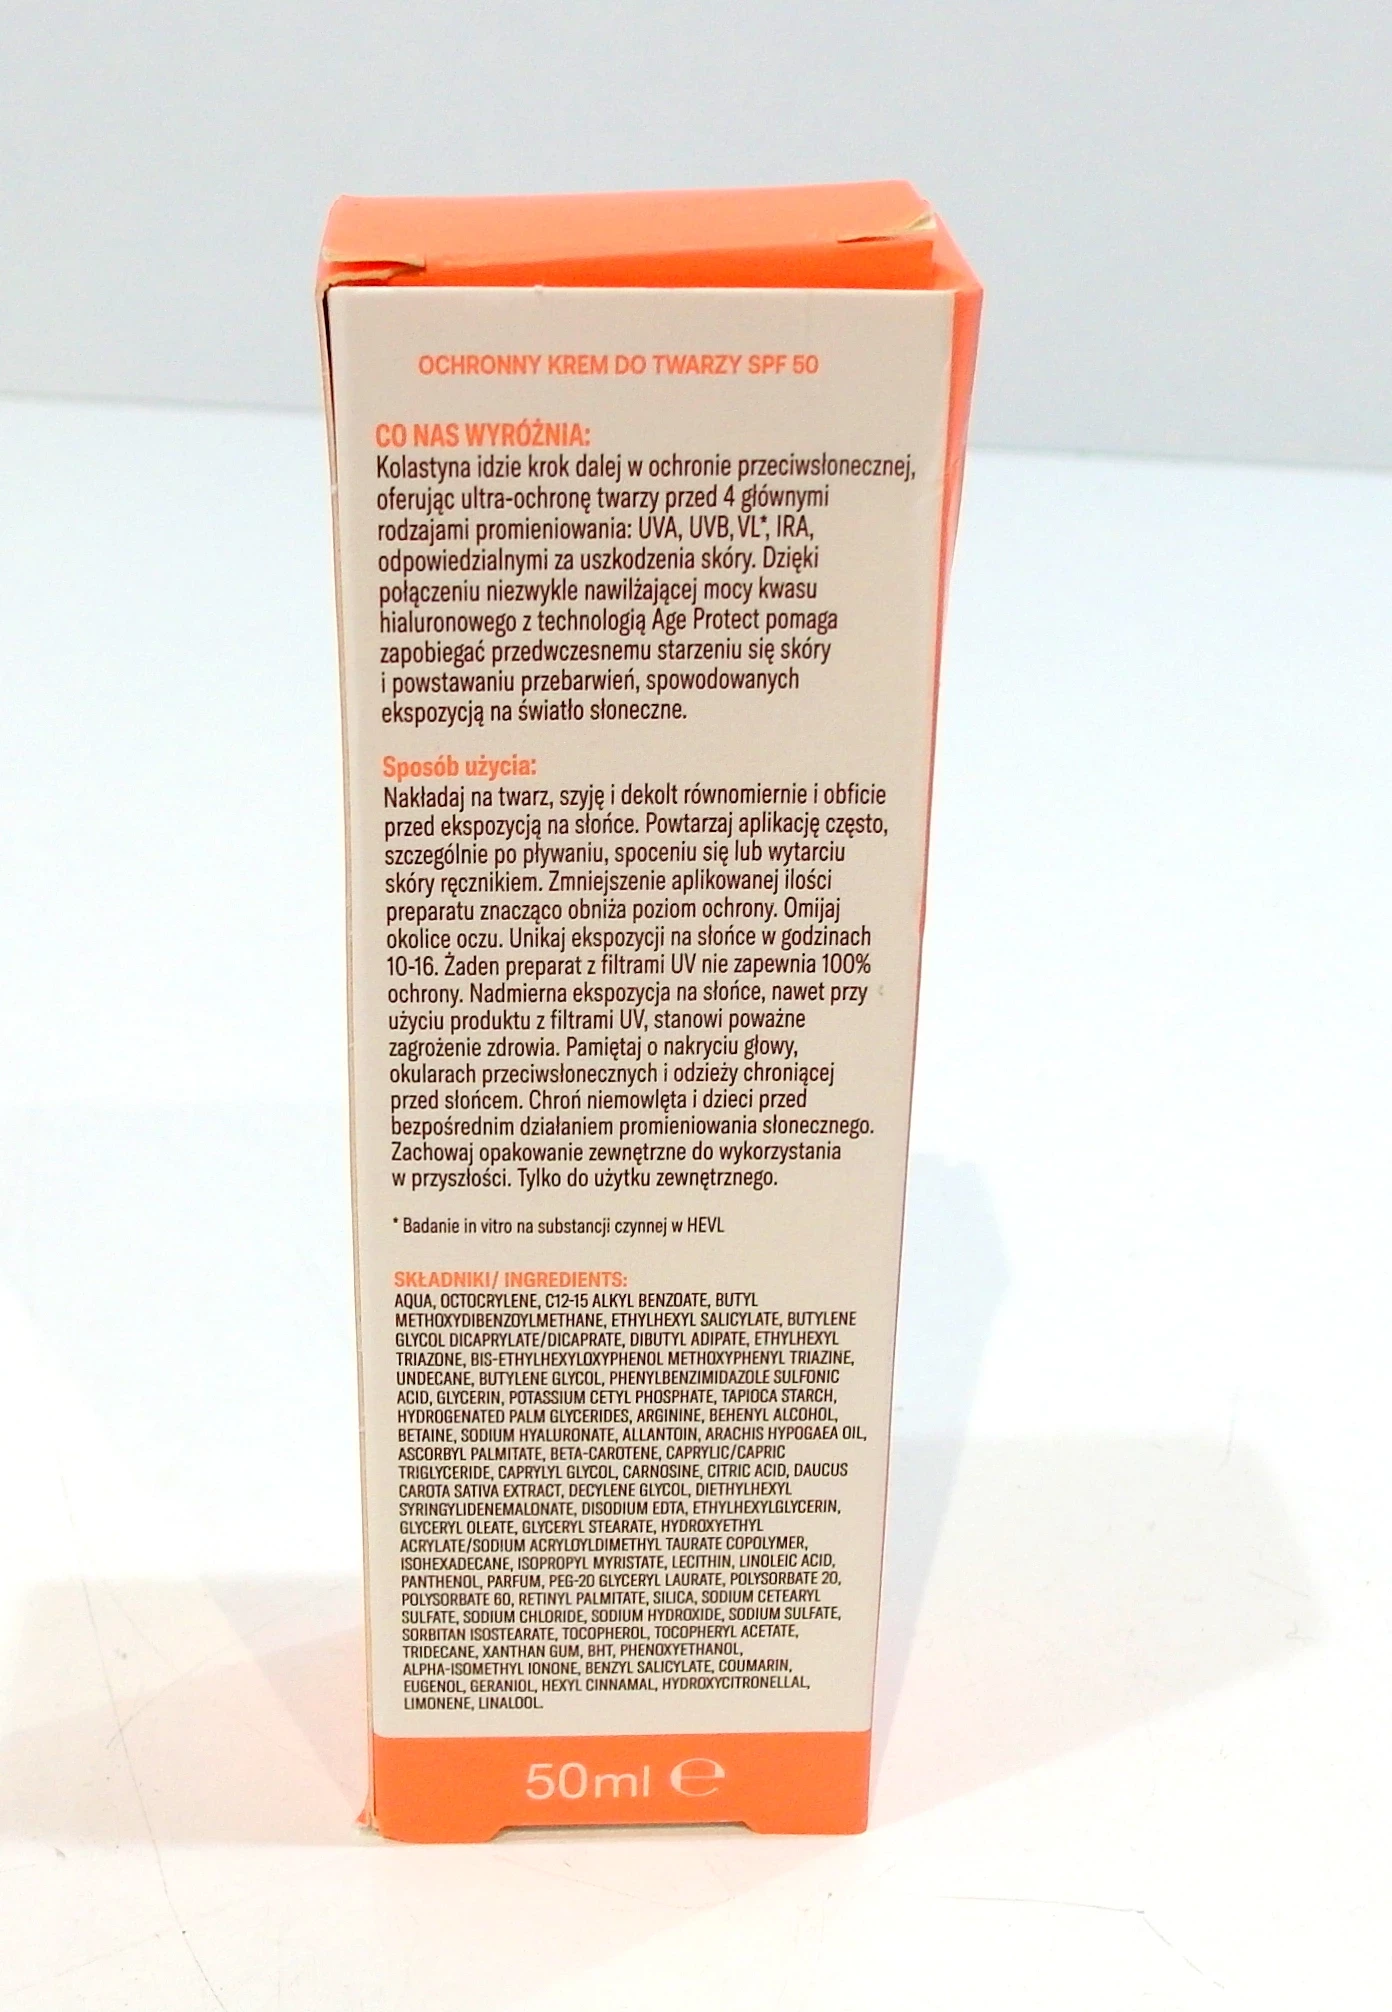 OCHRONNY KREM DO TWARZY SPF 50
CO NAS WYRÓŻNIA:
Kolastyna idzie krok dalej w ochronie przeciwsłonecznej,
oferując ultra-ochronę twarzy przed 4 głównymi
rodzajami promieniowania: UVA, UVB, VL*, IRA,
odpowiedzialnymi za uszkodzenia skóry. Dzięki
połączeniu niezwykle nawilżającej mocy kwasu
hialuronowego z technologią Age Protect pomaga
zapobiegać przedwczesnemu starzeniu się skóry
i powstawaniu przebarwień, spowodowanych
ekspozycją na światło słoneczne.
Sposób użycia:
Nakładaj na twarz, szyję i dekolt równomiernie i obficie
przed ekspozycją na słońce. Powtarzaj aplikację często,
szczególnie po pływaniu, spoceniu się lub wytarciu
skóry ręcznikiem. Zmniejszenie aplikowanej ilości
preparatu znacząco obniża poziom ochrony. Omijaj
okolice oczu. Unikaj ekspozycji na słońce w godzinach
10-16. Żaden preparat z filtrami UV nie zapewnia 100%
ochrony. Nadmierna ekspozycja na słońce, nawet przy
użyciu produktu z filtrami UV, stanowi poważne
zagrożenie zdrowia. Pamiętaj o nakryciu głowy,
okularach przeciwsłonecznych i odzieży chroniącej
przed słońcem. Chroń niemowlęta i dzieci przed
bezpośrednim działaniem promieniowania słonecznego.
Zachowaj opakowanie zewnętrzne do wykorzystania
w przyszłości. Tylko do użytku zewnętrznego.
* Badanie in vitro na substancji czynnej w HEVL
SKŁADNIKI/ INGREDIENTS:
AQUA, OCTOCRYLENE, C12-15 ALKYL BENZOATE, BUTYL
METHOXYDIBENZOYLMETHANE, ETHYLHEXYL SALICYLATE, BUTYLENE
GLYCOL DICAPRYLATE/DICAPRATE, DIBUTYL ADIPATE, ETHYLHEXYL
TRIAZONE, BIS-ETHYLHEXYLOXYPHENOL METHOXYPHENYL TRIAZINE,
UNDECANE, BUTYLENE GLYCOL, PHENYLBENZIMIDAZOLE SULFONIC
ACID, GLYCERIN, POTASSIUM CETYL PHOSPHATE, TAPIOCA STARCH,
HYDROGENATED PALM GLYCERIDES, ARGININE, BEHENYL ALCOHOL,
BETAINE, SODIUM HYALURONATE, ALLANTOIN, ARACHIS HYPOGAEA OIL,
ASCORBYL PALMITATE, BETA-CAROTENE, CAPRYLIC/CAPRIC
TRIGLYCERIDE, CAPRYLYL GLYCOL, CARNOSINE, CITRIC ACID, DAUCUS
CAROTA SATIVA EXTRACT, DECYLENE GLYCOL, DIETHYLHEXYL
SYRINGYLIDENEMALONATE, DISODIUM EDTA, ETHYLHEXYLGLYCERIN,
GLYCERYL OLEATE, GLYCERYL STEARATE, HYDROXYETHYL
ACRYLATE/SODIUM ACRYLOYLDIMETHYL TAURATE COPOLYMER,
ISOHEXADECANE, ISOPROPYL MYRISTATE, LECITHIN, LINOLEIC ACID,
PANTHENOL, PARFUM, PEG-20 GLYCERYL LAURATE, POLYSORBATE 20,
POLYSORBATE 60, RETINYL PALMITATE, SILICA, SODIUM CETEARYL
SULFATE, SODIUM CHLORIDE, SODIUM HYDROXIDE, SODIUM SULFATE,
SORBITAN ISOSTEARATE, TOCOPHEROL, TOCOPHERYL ACETATE,
TRIDECANE, XANTHAN GUM, BHT, PHENOXYETHANOL,
ALPHA-ISOMETHYL IONONE, BENZYL SALICYLATE, COUMARIN,
EUGENOL, GERANIOL, HEXYL CINNAMAL, HYDROXYCITRONELLAL,
LIMONENE, LINALOOL.
50ml ℮